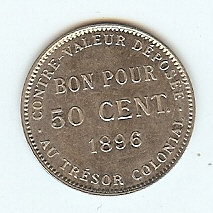 CONTRE-VALEUR DÉPOSÉE
BON POUR
50 CENT.
1896
AU TRÉSOR COLONIAL